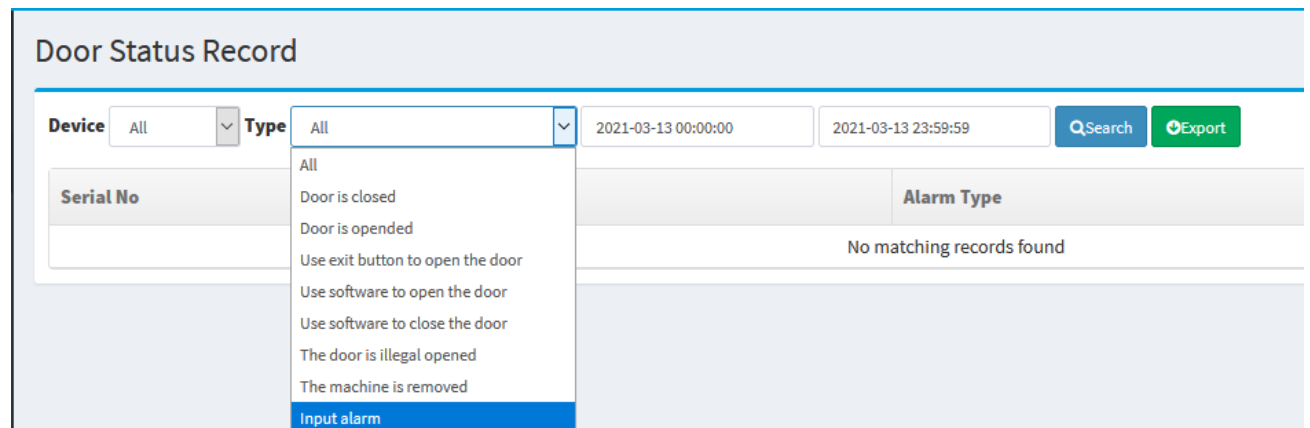 Door Status Record
Device All Type All 2021-03-13 00:00:00 2021-03-13 23:59:59 Search Export
All
Serial No Alarm Type
Door is closed
Door is opended
No matching records found
Use exit button to open the door
Use software to open the door
Use software to close the door
The door is illegal opened
The machine is removed
Input alarm